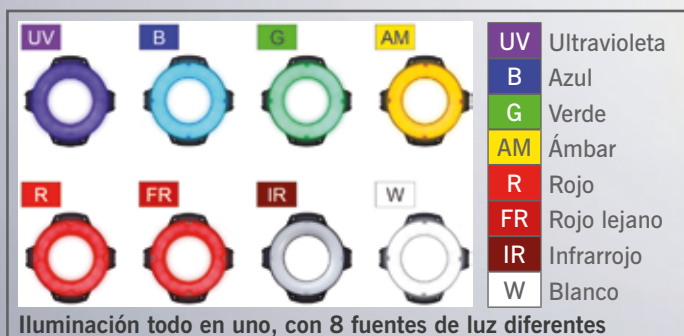 UV B G AM
R FR IR W
UV Ultravioleta
B Azul
G Verde
AM Ámbar
R Rojo
FR Rojo lejano
IR Infrarrojo
W Blanco
Iluminación todo en uno, con 8 fuentes de luz diferentes